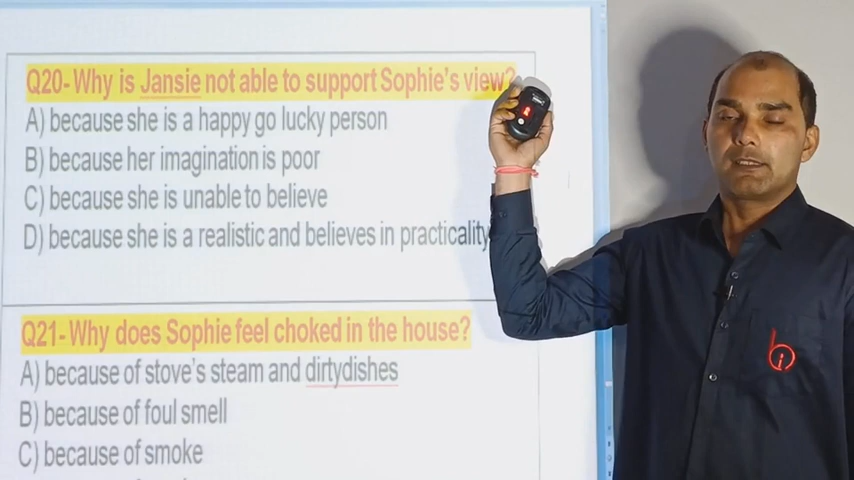 Q20- Why is Jansie not able to support Sophie's view?
A) because she is a happy go lucky person
B) because her imagination is poor
C) because she is unable to believe
D) because she is a realistic and believes in practicality
Q21- Why does Sophie feel choked in the house?
A) because of stove's steam and dirtydishes
B) because of foul smell
C) because of smoke